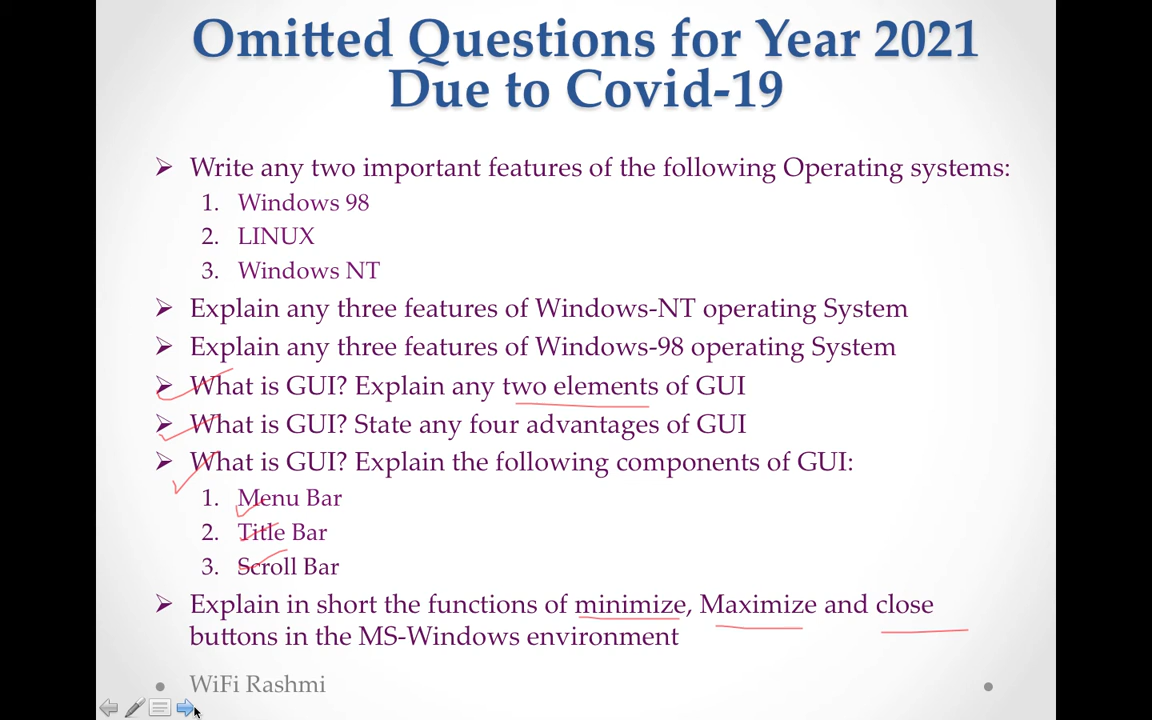 Omitted Questions for Year 2021
Due to Covid-19
Write any two important features of the following Operating systems:
1. Windows 98
2. LINUX
3. Windows NT
Explain any three features of Windows-NT operating System
Explain any three features of Windows-98 operating System
What is GUI? Explain any two elements of GUI
What is GUI? State any four advantages of GUI
What is GUI? Explain the following components of GUI:
1. Menu Bar
2. Title Bar
3. Scroll Bar
Explain in short the functions of minimize, Maximize and close
buttons in the MS-Windows environment
WiFi Rashmi